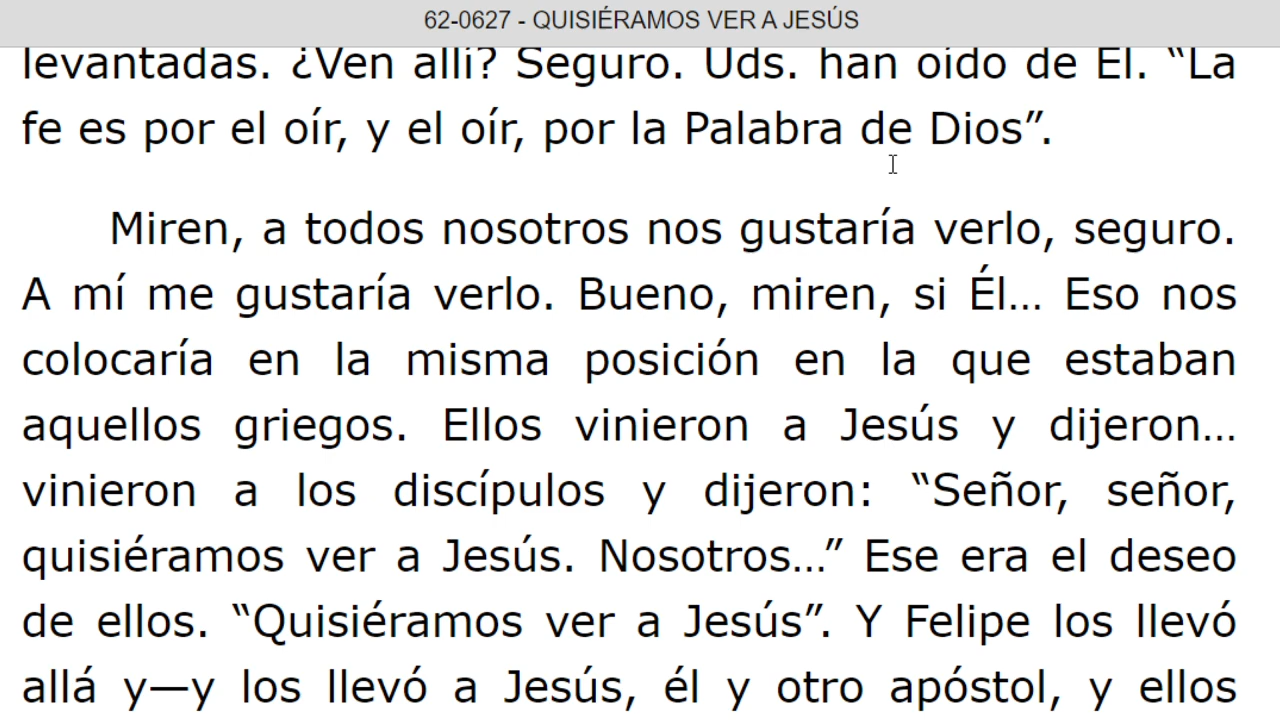 62-0627 - QUISIÉRAMOS VER A JESÚS
levantadas. ¿Ven allí? Seguro. Uds. han oído de Él. “La
fe es por el oír, y el oír, por la Palabra de Dios”.
Miren, a todos nosotros nos gustaría verlo, seguro.
A mí me gustaría verlo. Bueno, miren, si Él… Eso nos
colocaría en la misma posición en la que estaban
aquellos griegos. Ellos vinieron a Jesús y dijeron…
vinieron a los discípulos y dijeron: “Señor, señor,
quisiéramos ver a Jesús. Nosotros…” Ese era el deseo
de ellos. “Quisiéramos ver a Jesús”. Y Felipe los llevó
allá y—y los llevó a Jesús, él y otro apóstol, y ellos